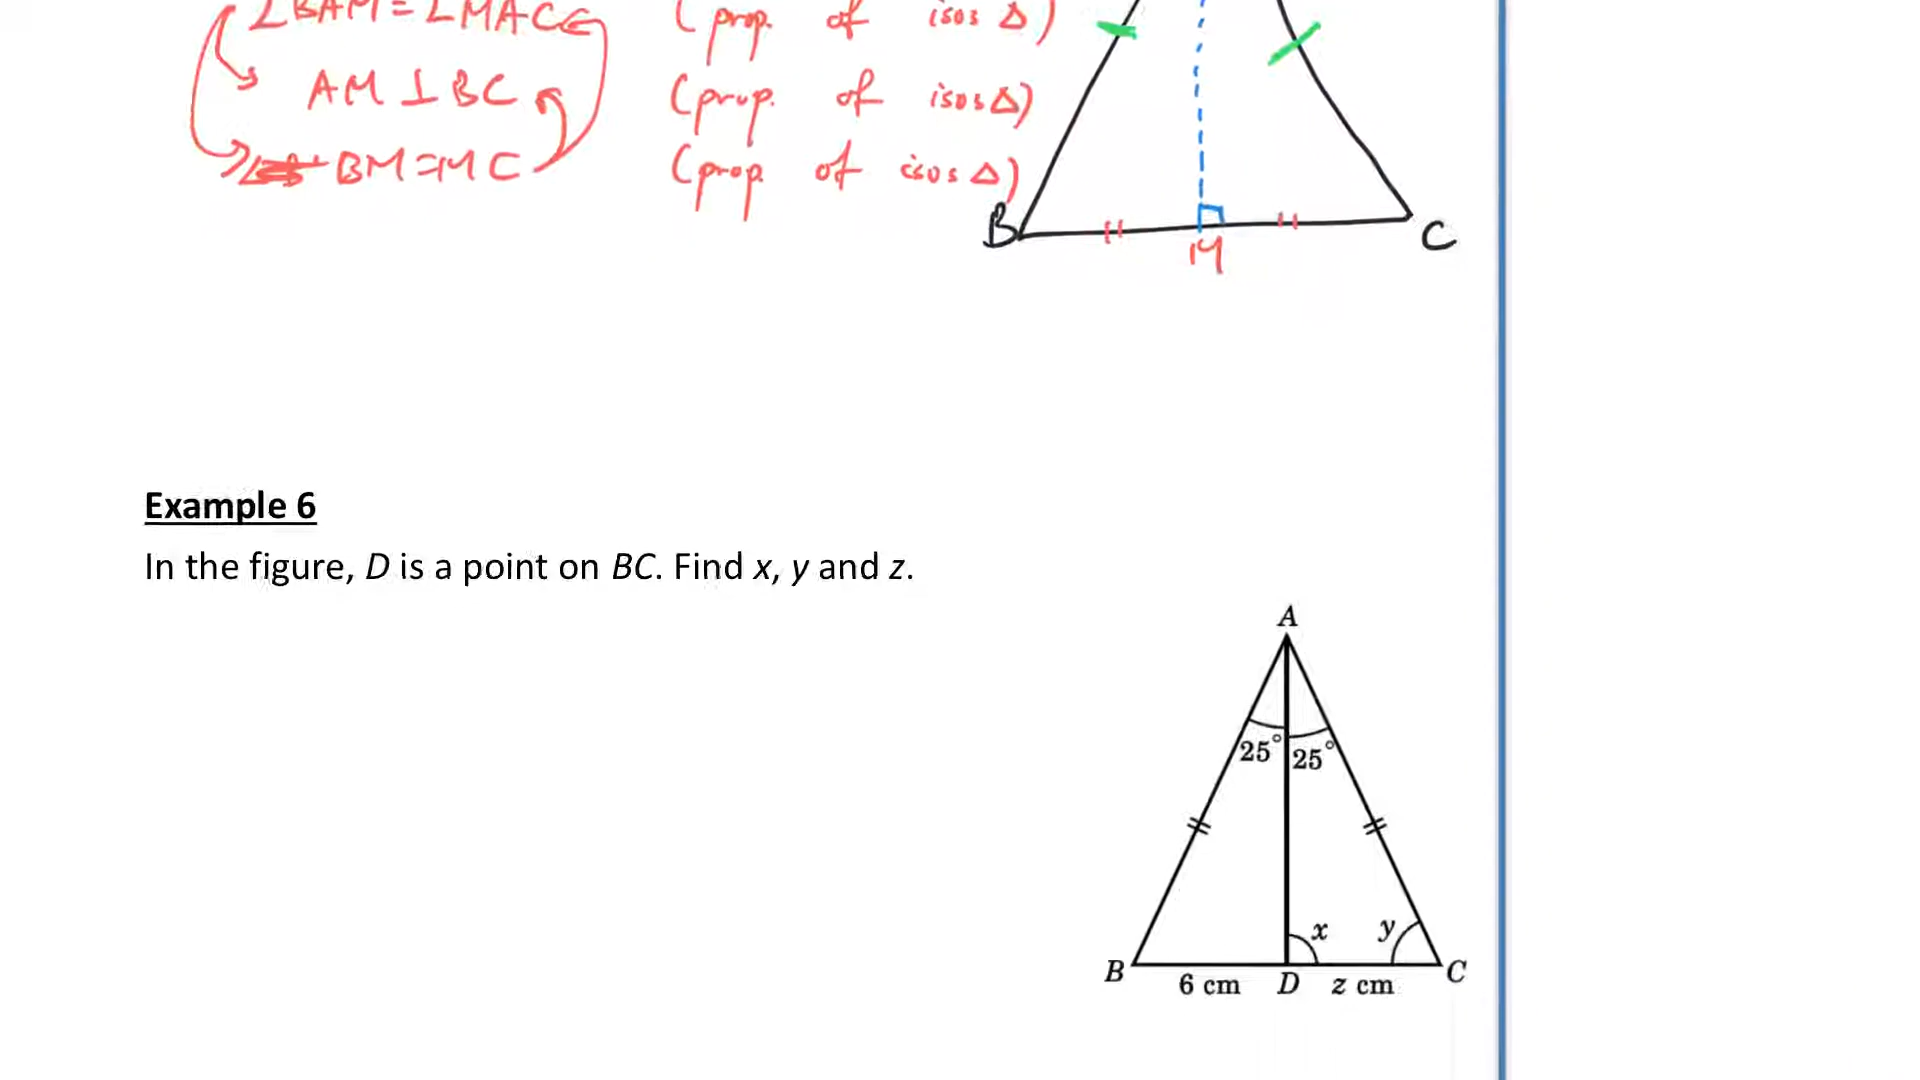 ∠BAM = ∠MAC (prop. of isos △)
AM ⊥ BC (prop. of isos △)
BM = MC (prop. of isos △)
B
M
C
Example 6
In the figure, D is a point on BC. Find x, y and z.
A
25° 25°
x y
B 6 cm D z cm C